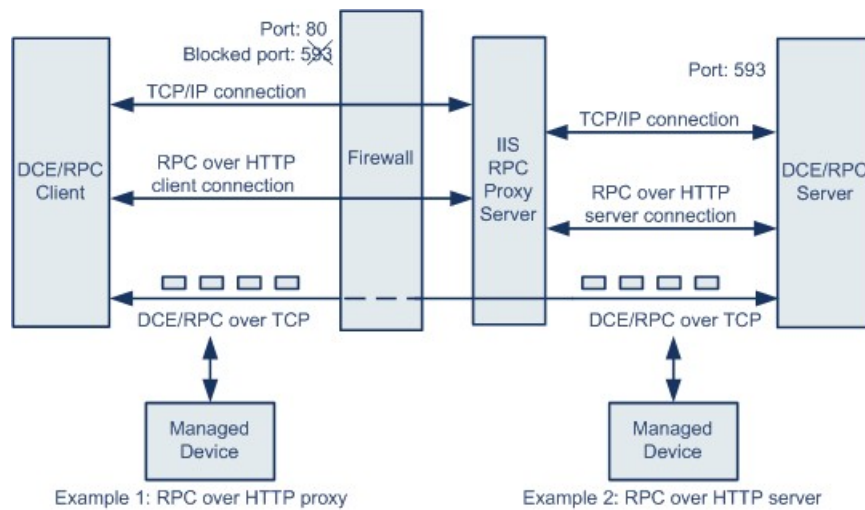 Port: 80
Blocked port: 593
Port: 593
TCP/IP connection
TCP/IP connection
DCE/RPC
Client
RPC over HTTP
client connection
Firewall
IIS
RPC
Proxy
Server
RPC over HTTP
server connection
DCE/RPC
Server
DCE/RPC over TCP
DCE/RPC over TCP
Managed
Device
Managed
Device
Example 1: RPC over HTTP proxy
Example 2: RPC over HTTP server